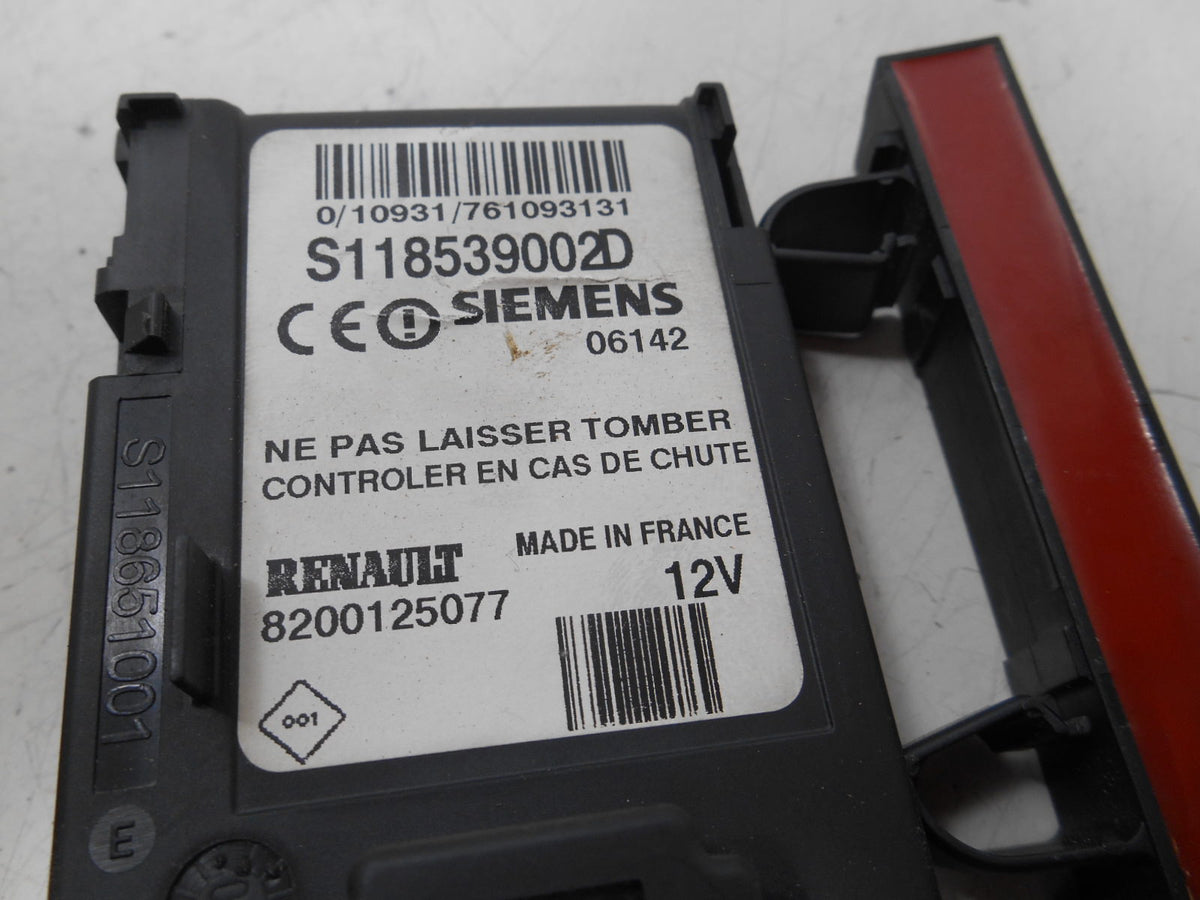 0/10931/761093131
S118539002D
CE SIEMENS
06142
NE PAS LAISSER TOMBER
CONTROLER EN CAS DE CHUTE
MADE IN FRANCE
RENAULT
12V
8200125077
001
S118651001
E